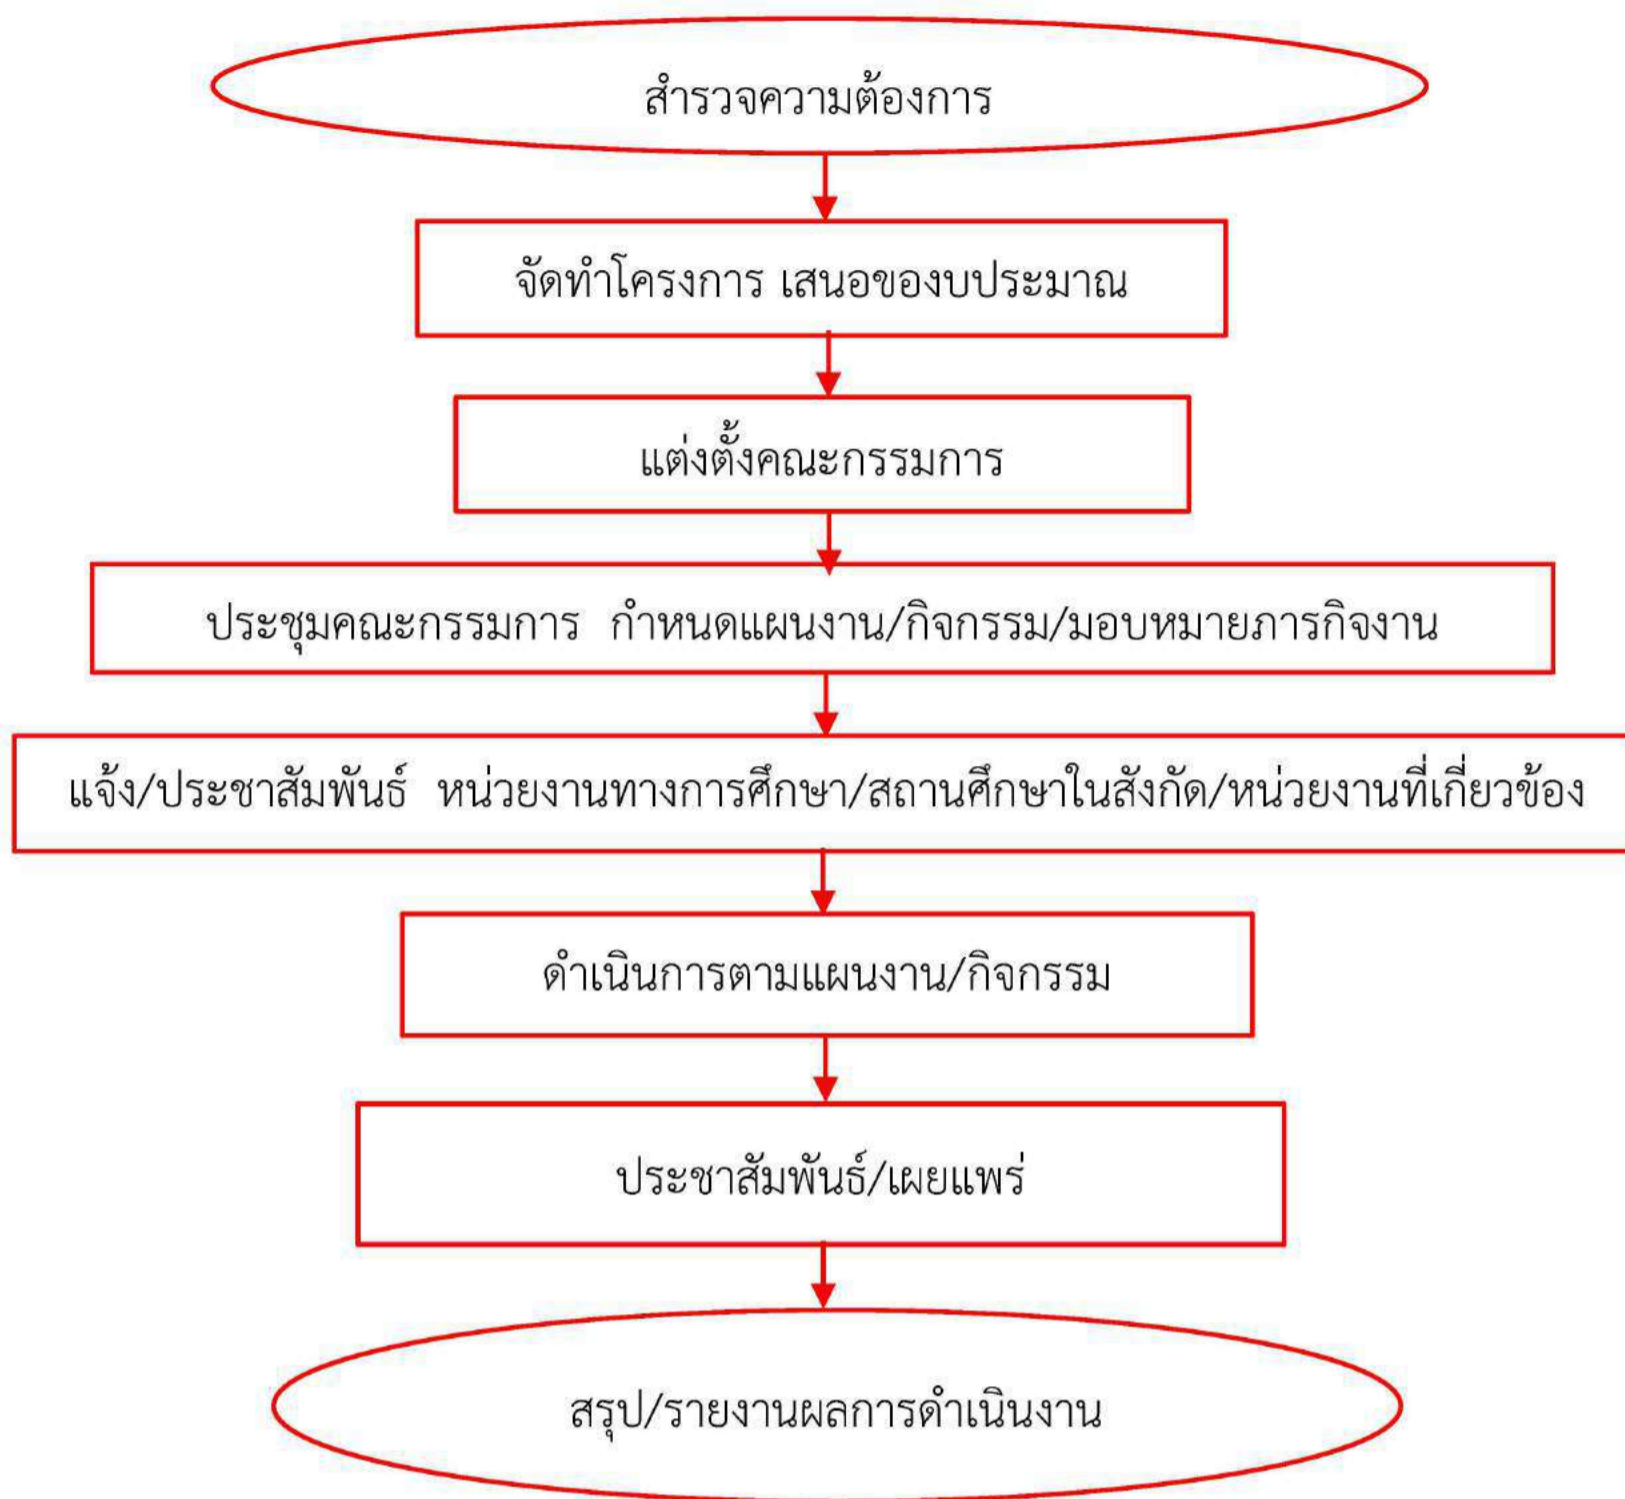 สำรวจความต้องการ
จัดทำโครงการ เสนอของบประมาณ
แต่งตั้งคณะกรรมการ
ประชุมคณะกรรมการ กำหนดแผนงาน/กิจกรรม/มอบหมายภารกิจงาน
แจ้ง/ประชาสัมพันธ์ หน่วยงานทางการศึกษา/สถานศึกษาในสังกัด/หน่วยงานที่เกี่ยวข้อง
ดำเนินการตามแผนงาน/กิจกรรม
ประชาสัมพันธ์/เผยแพร่
สรุป/รายงานผลการดำเนินงาน